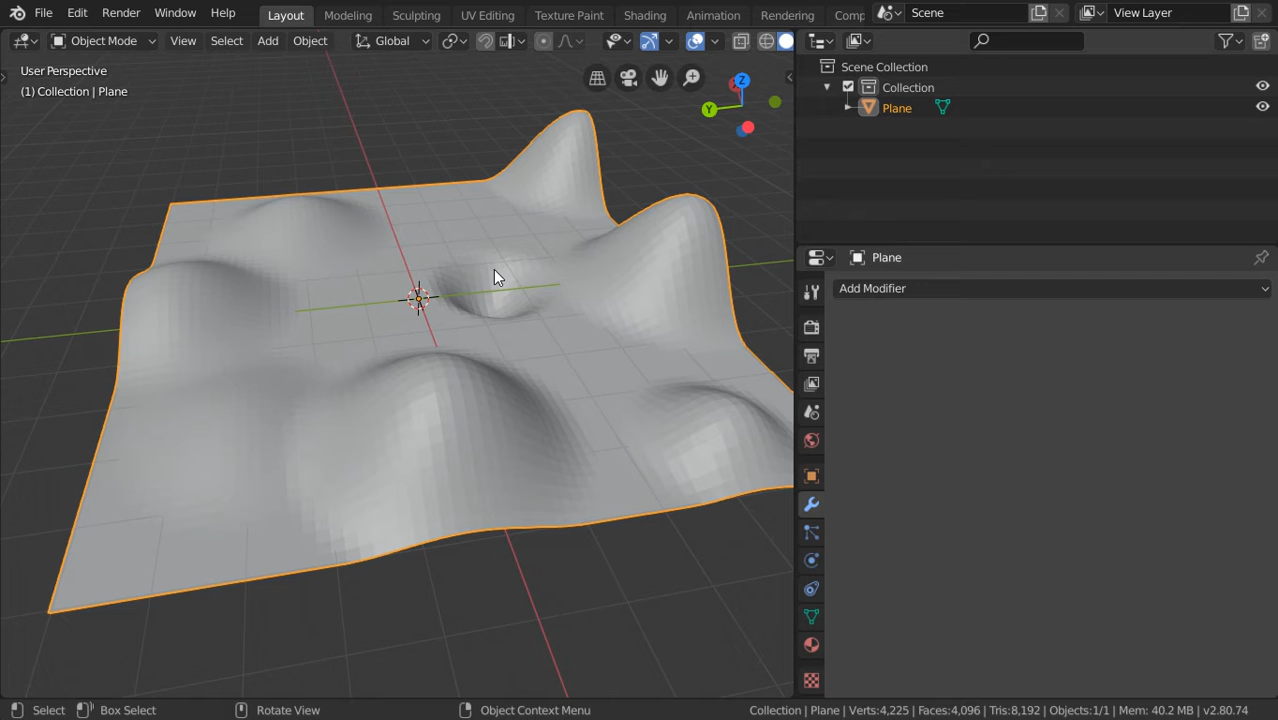 File Edit Render Window Help Layout Modeling Sculpting UV Editing Texture Paint Shading Animation Rendering Comp Scene View Layer
Object Mode View Select Add Object Global
User Perspective
(1) Collection | Plane
Z
Y
Scene Collection
Collection
Plane
Plane
Add Modifier
Select Box Select Rotate View Object Context Menu Collection | Plane | Verts:4,225 | Faces:4,096 | Tris:8,192 | Objects:1/1 | Mem: 40.2 MB | v2.80.74